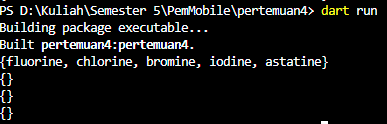 PS D:\Kuliah\Semester 5\PemMobile\pertemuan4> dart run
Building package executable...
Built pertemuan4:pertemuan4.
{fluorine, chlorine, bromine, iodine, astatine}
{}
{}
{}